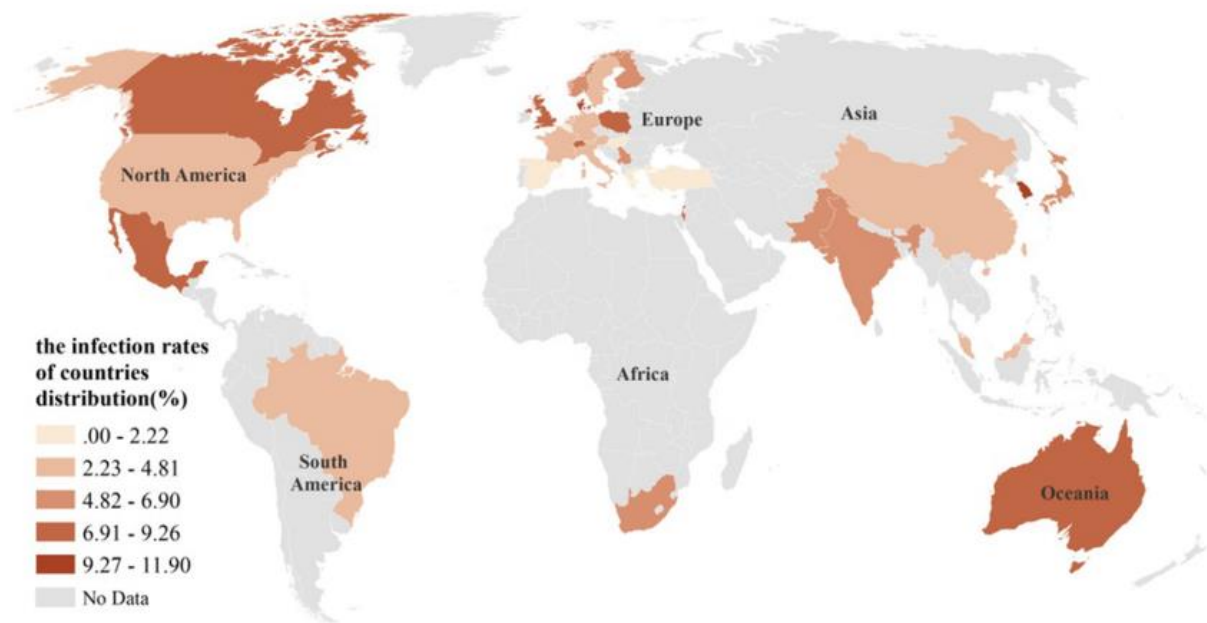 Europe
Asia
North America
Africa
South
America
Oceania
the infection rates
of countries
distribution(%)
.00 - 2.22
2.23 - 4.81
4.82 - 6.90
6.91 - 9.26
9.27 - 11.90
No Data